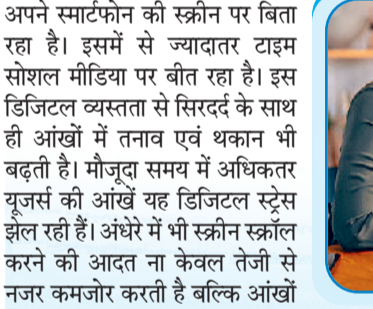 अपने स्मार्टफोन की स्क्रीन पर बिता
रहा है। इसमें से ज्यादातर टाइम
सोशल मीडिया पर बीत रहा है। इस
डिजिटल व्यस्तता से सिरदर्द के साथ
ही आंखों में तनाव एवं थकान भी
बढ़ती है। मौजूदा समय में अधिकतर
यूजर्स की आंखें यह डिजिटल स्ट्रेस
झेल रही हैं। अंधेरे में भी स्क्रीन स्क्रॉल
करने की आदत ना केवल तेजी से
नजर कमजोर करती है बल्कि आंखों